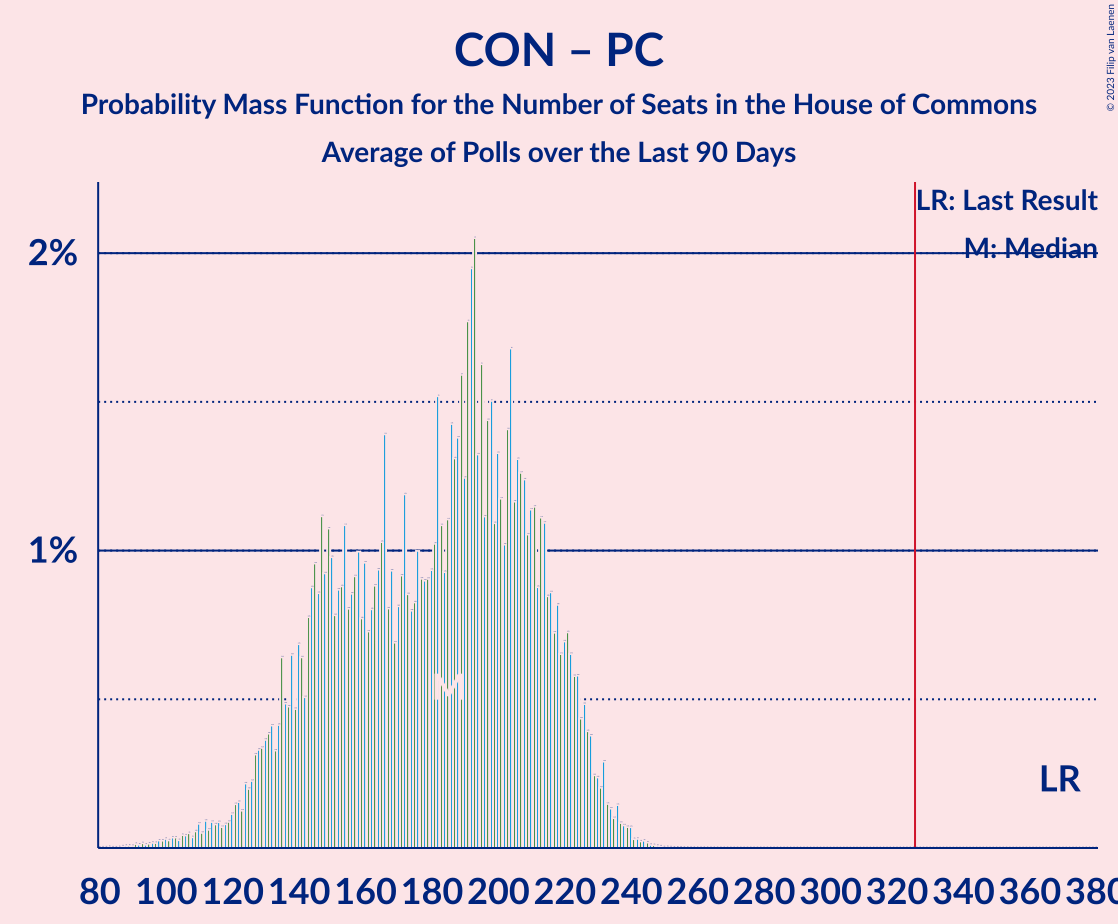 CON – PC
Probability Mass Function for the Number of Seats in the House of Commons
Average of Polls over the Last 90 Days
© 2023 Filip van Laenen
LR: Last Result
M: Median
2%
1%
LR
80 100 120 140 160 180 200 220 240 260 280 300 320 340 360 380